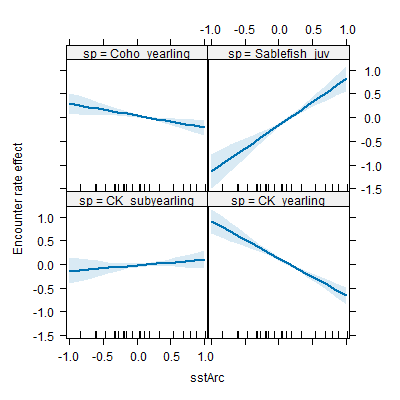 -1.0 -0.5 0.0 0.5 1.0
sp = Coho_yearling
sp = Sablefish_juv
1.0
0.5
0.0
-0.5
-1.0
-1.5
Encounter rate effect
sp = CK_subyearling
sp = CK_yearling
1.0
0.5
0.0
-0.5
-1.0
-1.5
-1.0 -0.5 0.0 0.5 1.0
sstArc